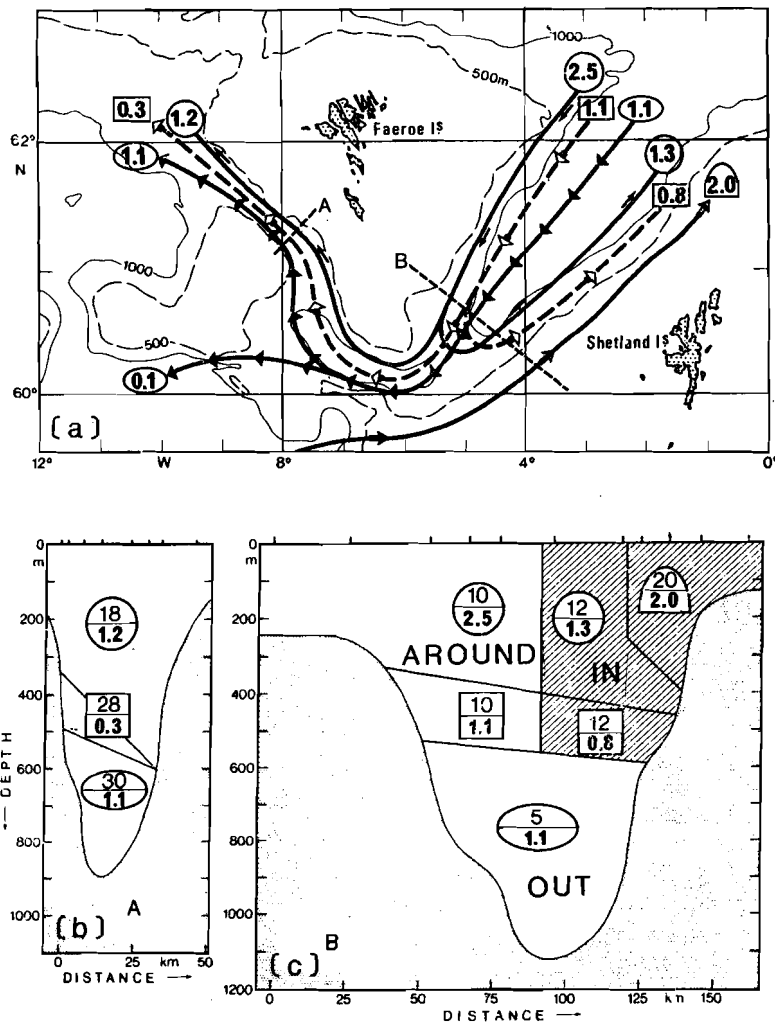 1000
500m
2.5
0.3
1.2
1.1
1.1
62°
N
Faeroe Is
1.3
1.1
0.8
2.0
A
B
1000
500
Shetland Is
0.1
60°
(a)
12°
W
8°
4°
0°
0
m
200
400
600
800
1000
← DEPTH
18
1.2
28
0.3
30
1.1
A
(b)
0
km
50
DISTANCE →
0
m
200
400
600
800
1000
1200
10
2.5
12
1.3
20
2.0
AROUND
IN
10
1.1
12
0.8
5
1.1
OUT
(c)
B
0
25
50
75
100
125
150
DISTANCE →